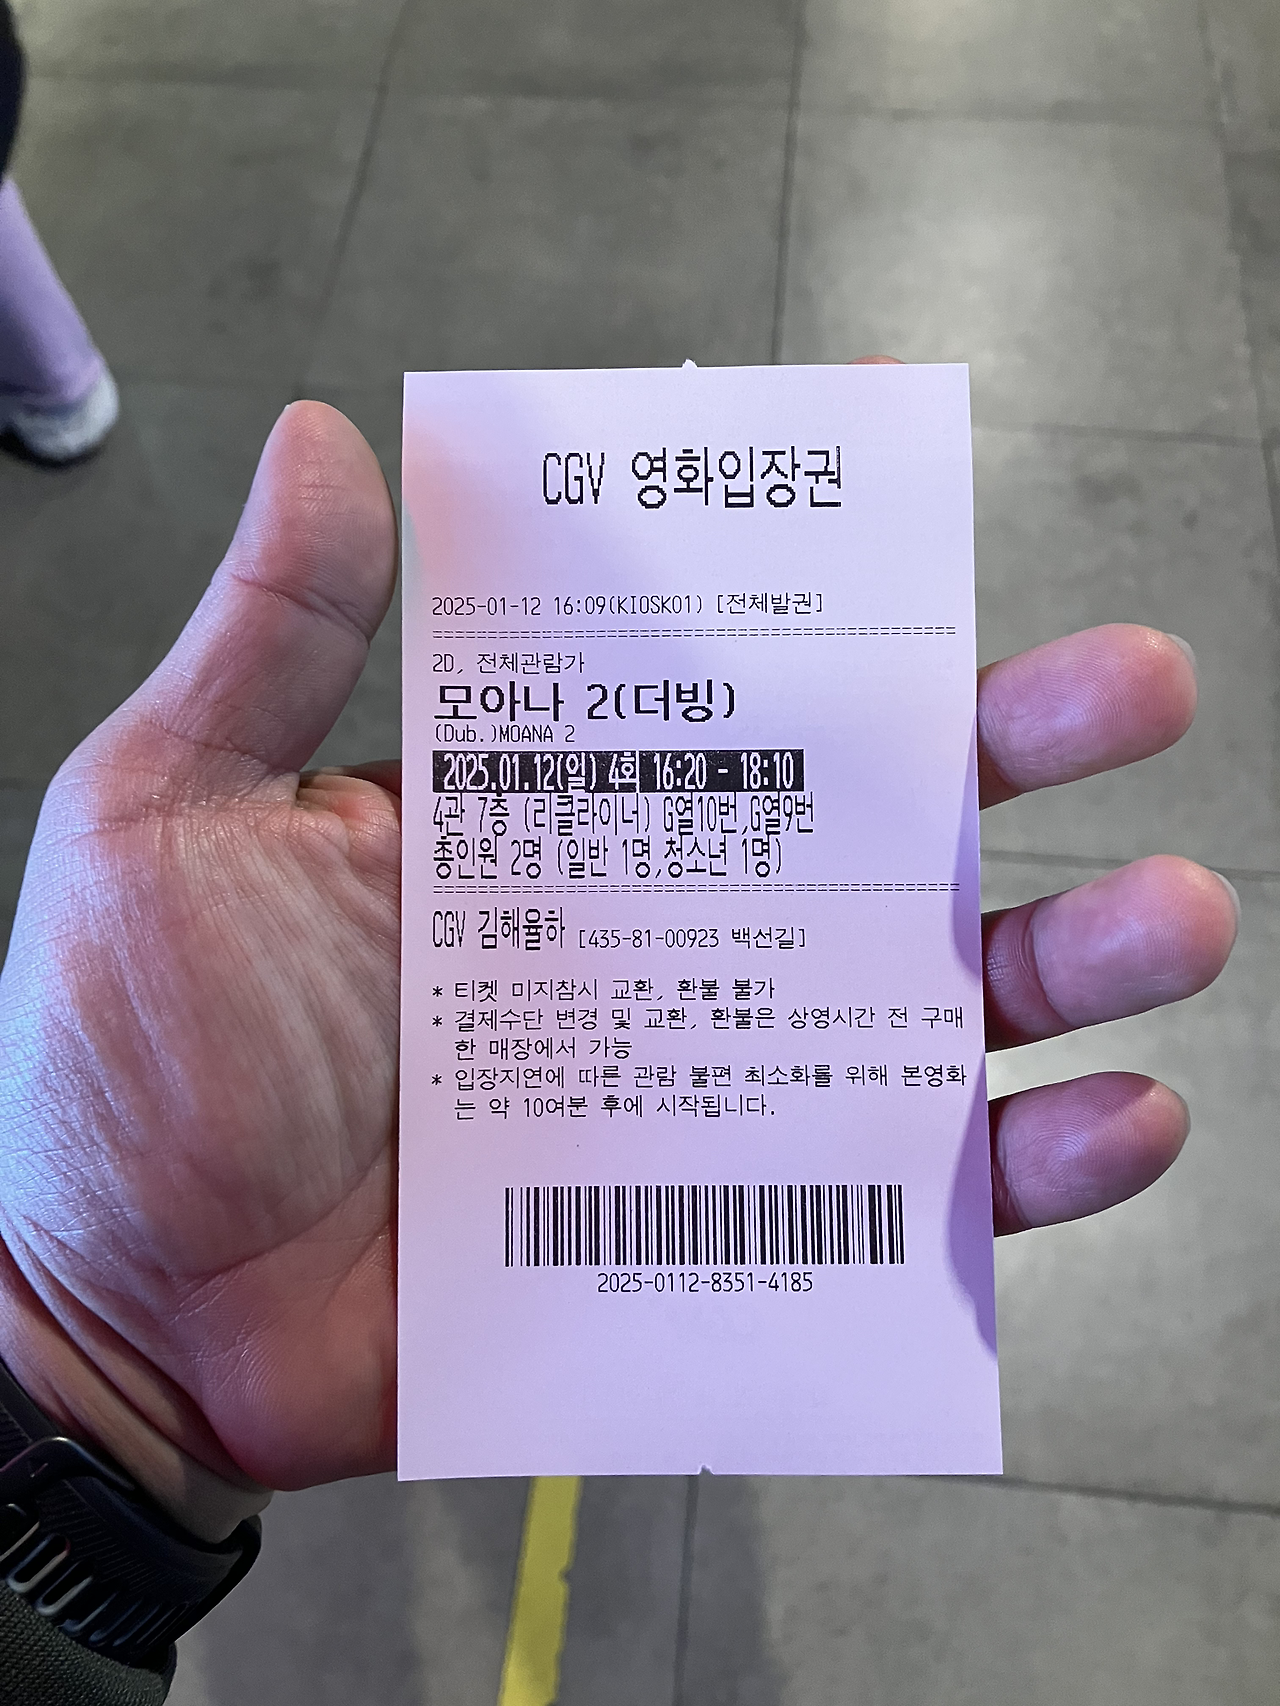 CGV 영화입장권
2025-01-12 16:09(KIOSK01) [전체발권]
================================================
2D, 전체관람가
모아나 2(더빙)
(Dub.)MOANA 2
2025.01.12(일) 4회 16:20 - 18:10
4관 7층 (리클라이너) G열10번,G열9번
총인원 2명 (일반 1명,청소년 1명)
================================================
CGV 김해율하 [435-81-00923 백선길]
* 티켓 미지참시 교환, 환불 불가
* 결제수단 변경 및 교환, 환불은 상영시간 전 구매
한 매장에서 가능
* 입장지연에 따른 관람 불편 최소화를 위해 본영화
는 약 10여분 후에 시작됩니다.
2025-0112-8351-4185